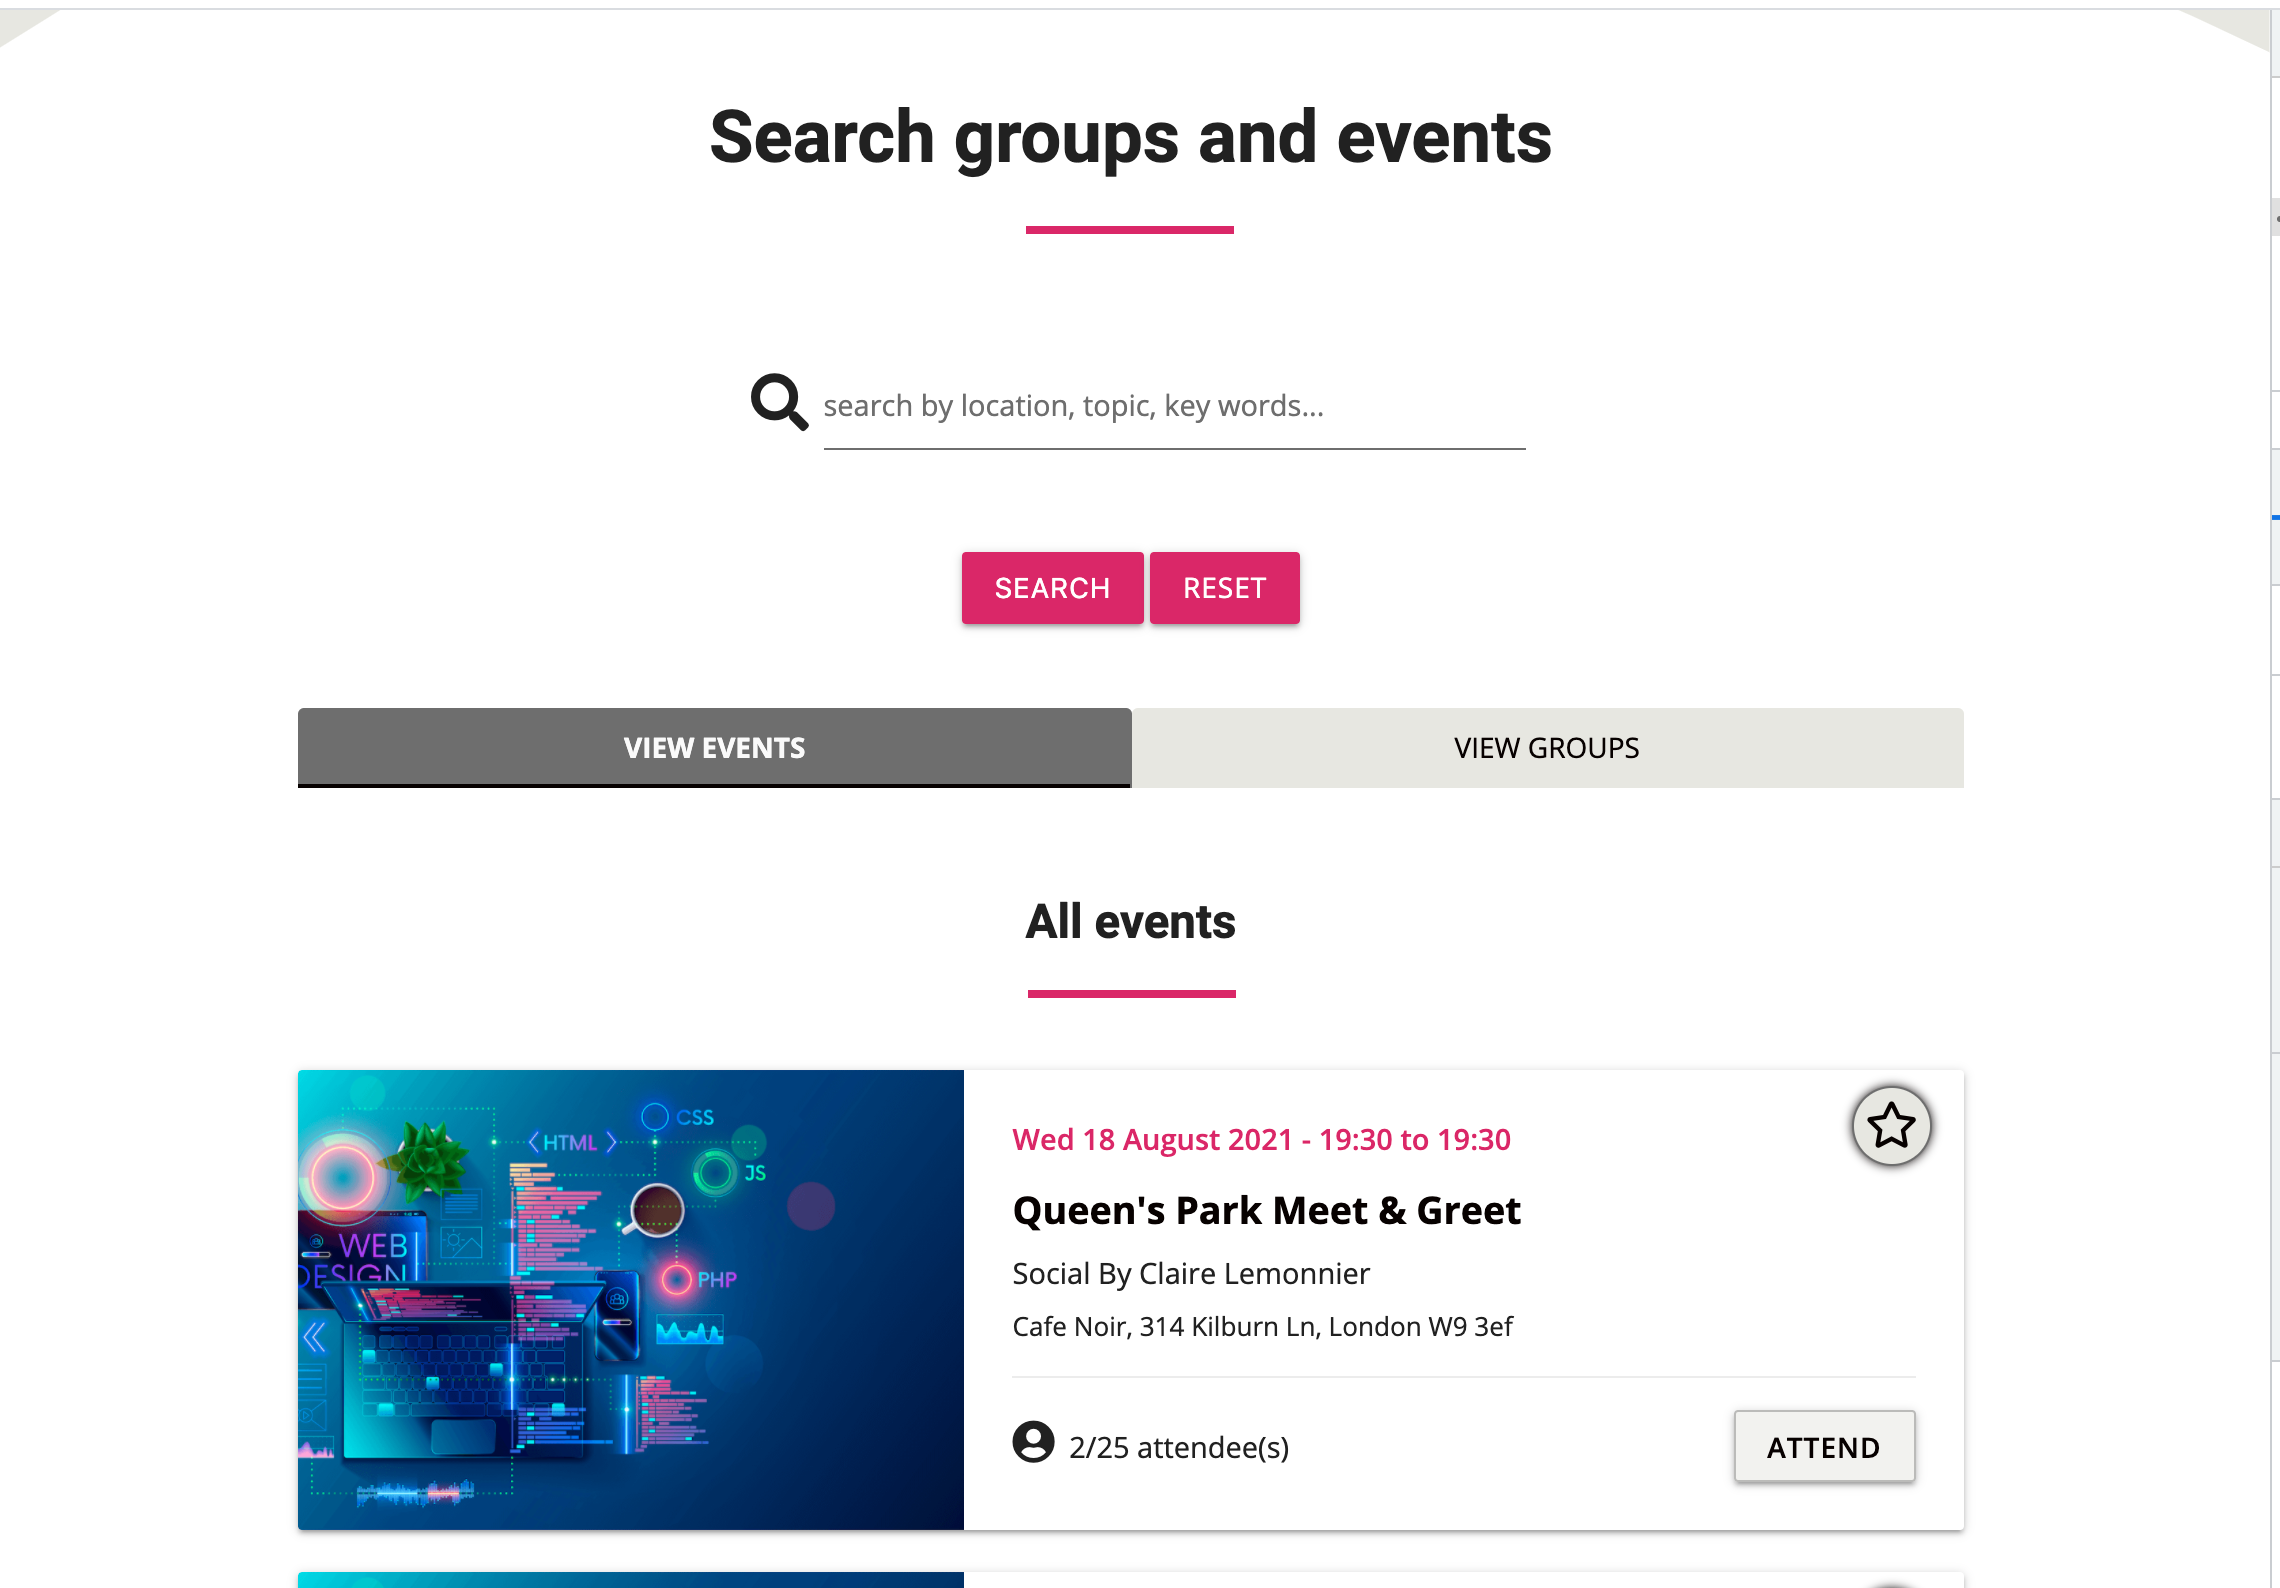 Search groups and events
search by location, topic, key words...
SEARCH
RESET
VIEW EVENTS
VIEW GROUPS
All events
CSS
HTML
JS
WEB
DESIGN
PHP
Wed 18 August 2021 - 19:30 to 19:30
Queen's Park Meet & Greet
Social By Claire Lemonnier
Cafe Noir, 314 Kilburn Ln, London W9 3ef
2/25 attendee(s)
ATTEND